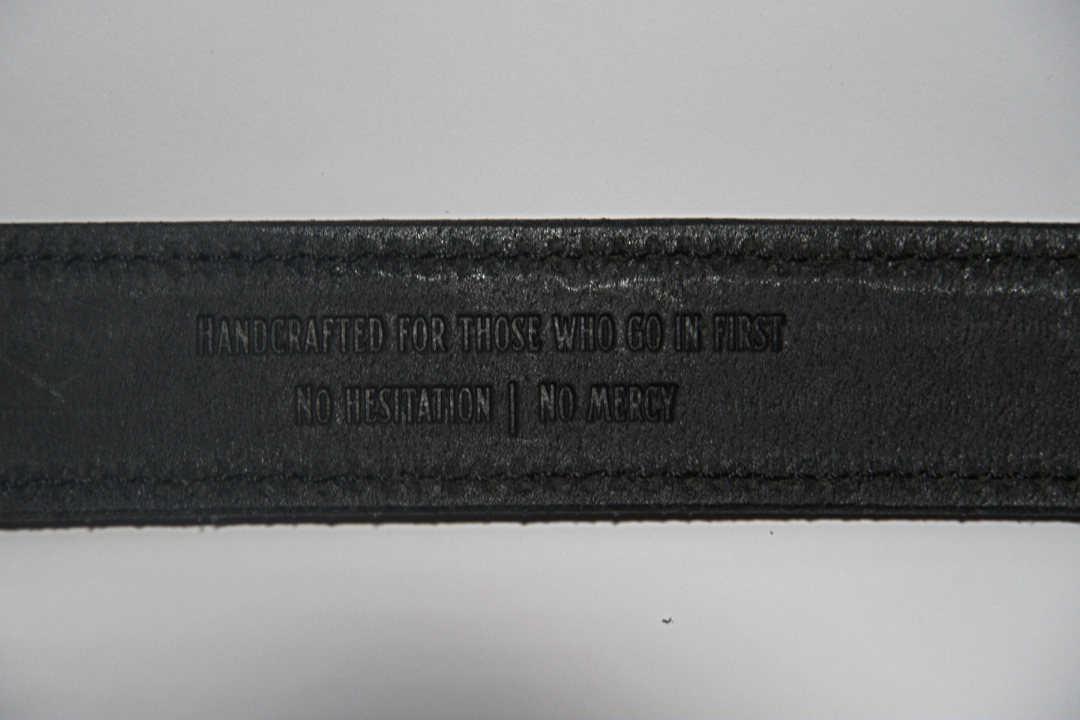 HANDCRAFTED FOR THOSE WHO GO IN FIRST
NO HESITATION | NO MERCY